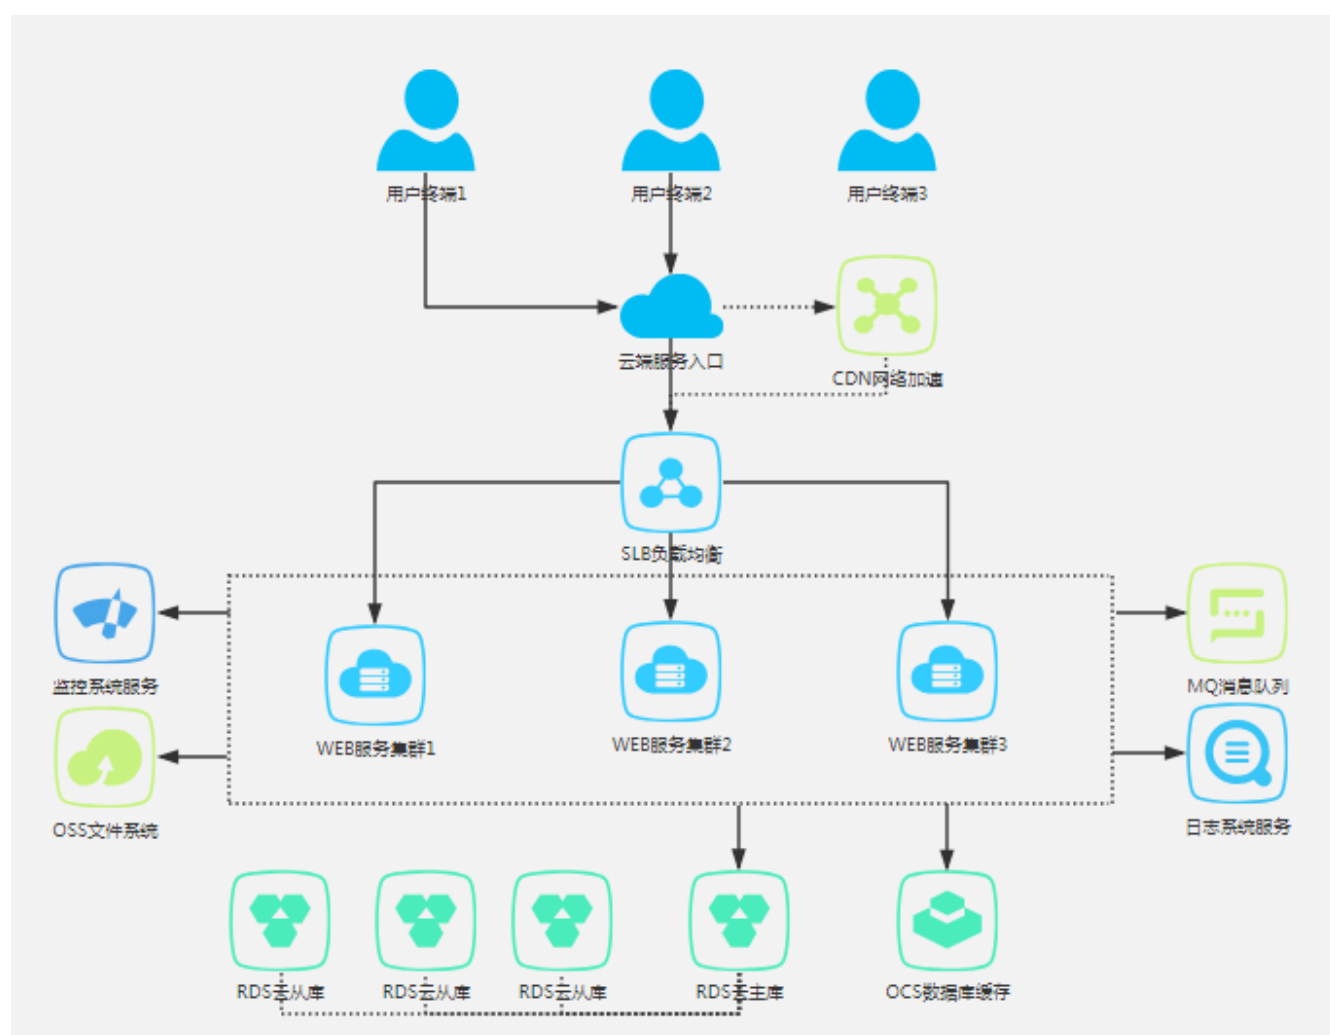 用户终端1
用户终端2
用户终端3
云端服务入口
CDN网络加速
SLB负载均衡
监控系统服务
MQ消息队列
WEB服务集群1
WEB服务集群2
WEB服务集群3
OSS文件系统
日志系统服务
RDS云从库
RDS云从库
RDS云从库
RDS云主库
OCS数据库缓存